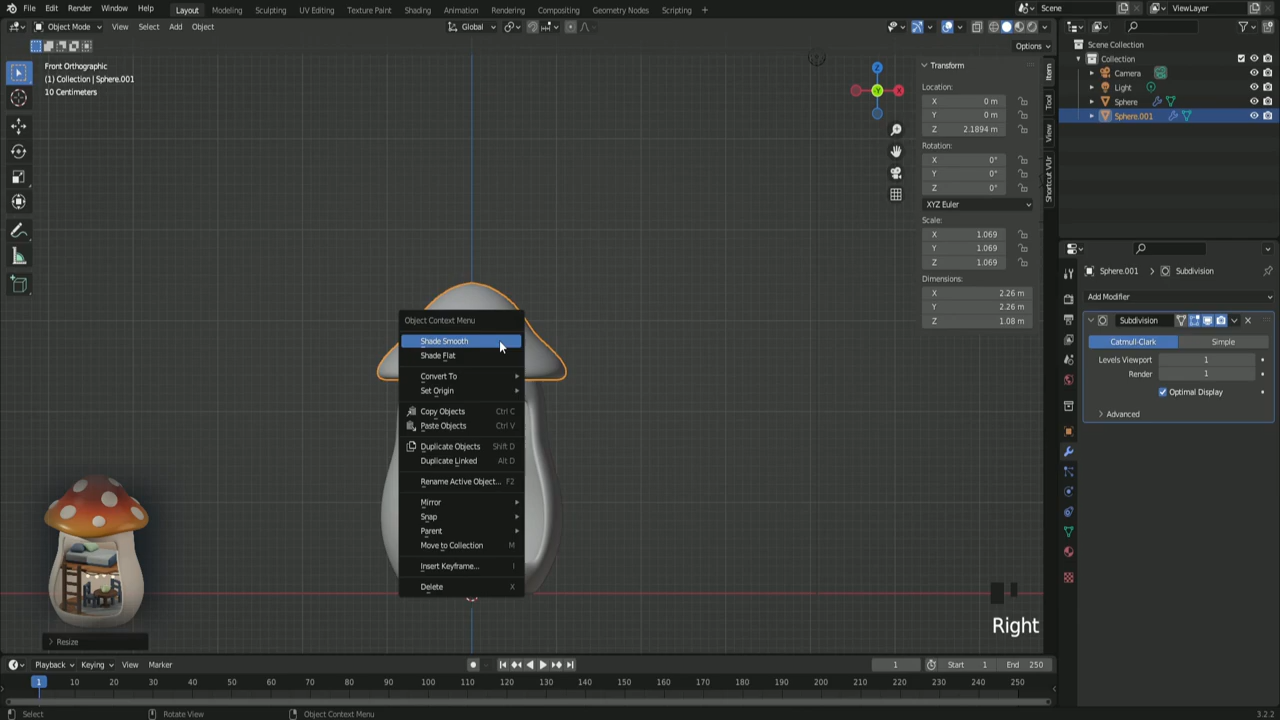 File Edit Render Window Help
Layout Modeling Sculpting UV Editing Texture Paint Shading Animation Rendering Compositing Geometry Nodes Scripting +
Scene
ViewLayer
Object Mode View Select Add Object
Global
Options
Front Orthographic
(1) Collection | Sphere.001
10 Centimeters
Z
X
Y
Item
Tool
View
Shortcut VUr
Transform
Location:
X 0 m
Y 0 m
Z 2.1894 m
Rotation:
X 0°
Y 0°
Z 0°
XYZ Euler
Scale:
X 1.069
Y 1.069
Z 1.069
Dimensions:
X 2.26 m
Y 2.26 m
Z 1.08 m
Scene Collection
Collection
Camera
Light
Sphere
Sphere.001
Sphere.001 > Subdivision
Add Modifier
Subdivision
Catmull-Clark Simple
Levels Viewport 1
Render 1
Optimal Display
Advanced
Object Context Menu
Shade Smooth
Shade Flat
Convert To
Set Origin
Copy Objects Ctrl C
Paste Objects Ctrl V
Duplicate Objects Shift D
Duplicate Linked Alt D
Rename Active Object... F2
Mirror
Snap
Parent
Move to Collection M
Insert Keyframe... I
Delete X
Right
Resize
Playback Keying View Marker
1 Start 1 End 250
1 10 20 30 40 50 60 70 80 90 100 110 120 130 140 150 160 170 180 190 200 210 220 230 240 250
Select Rotate View Object Context Menu 3.2.2